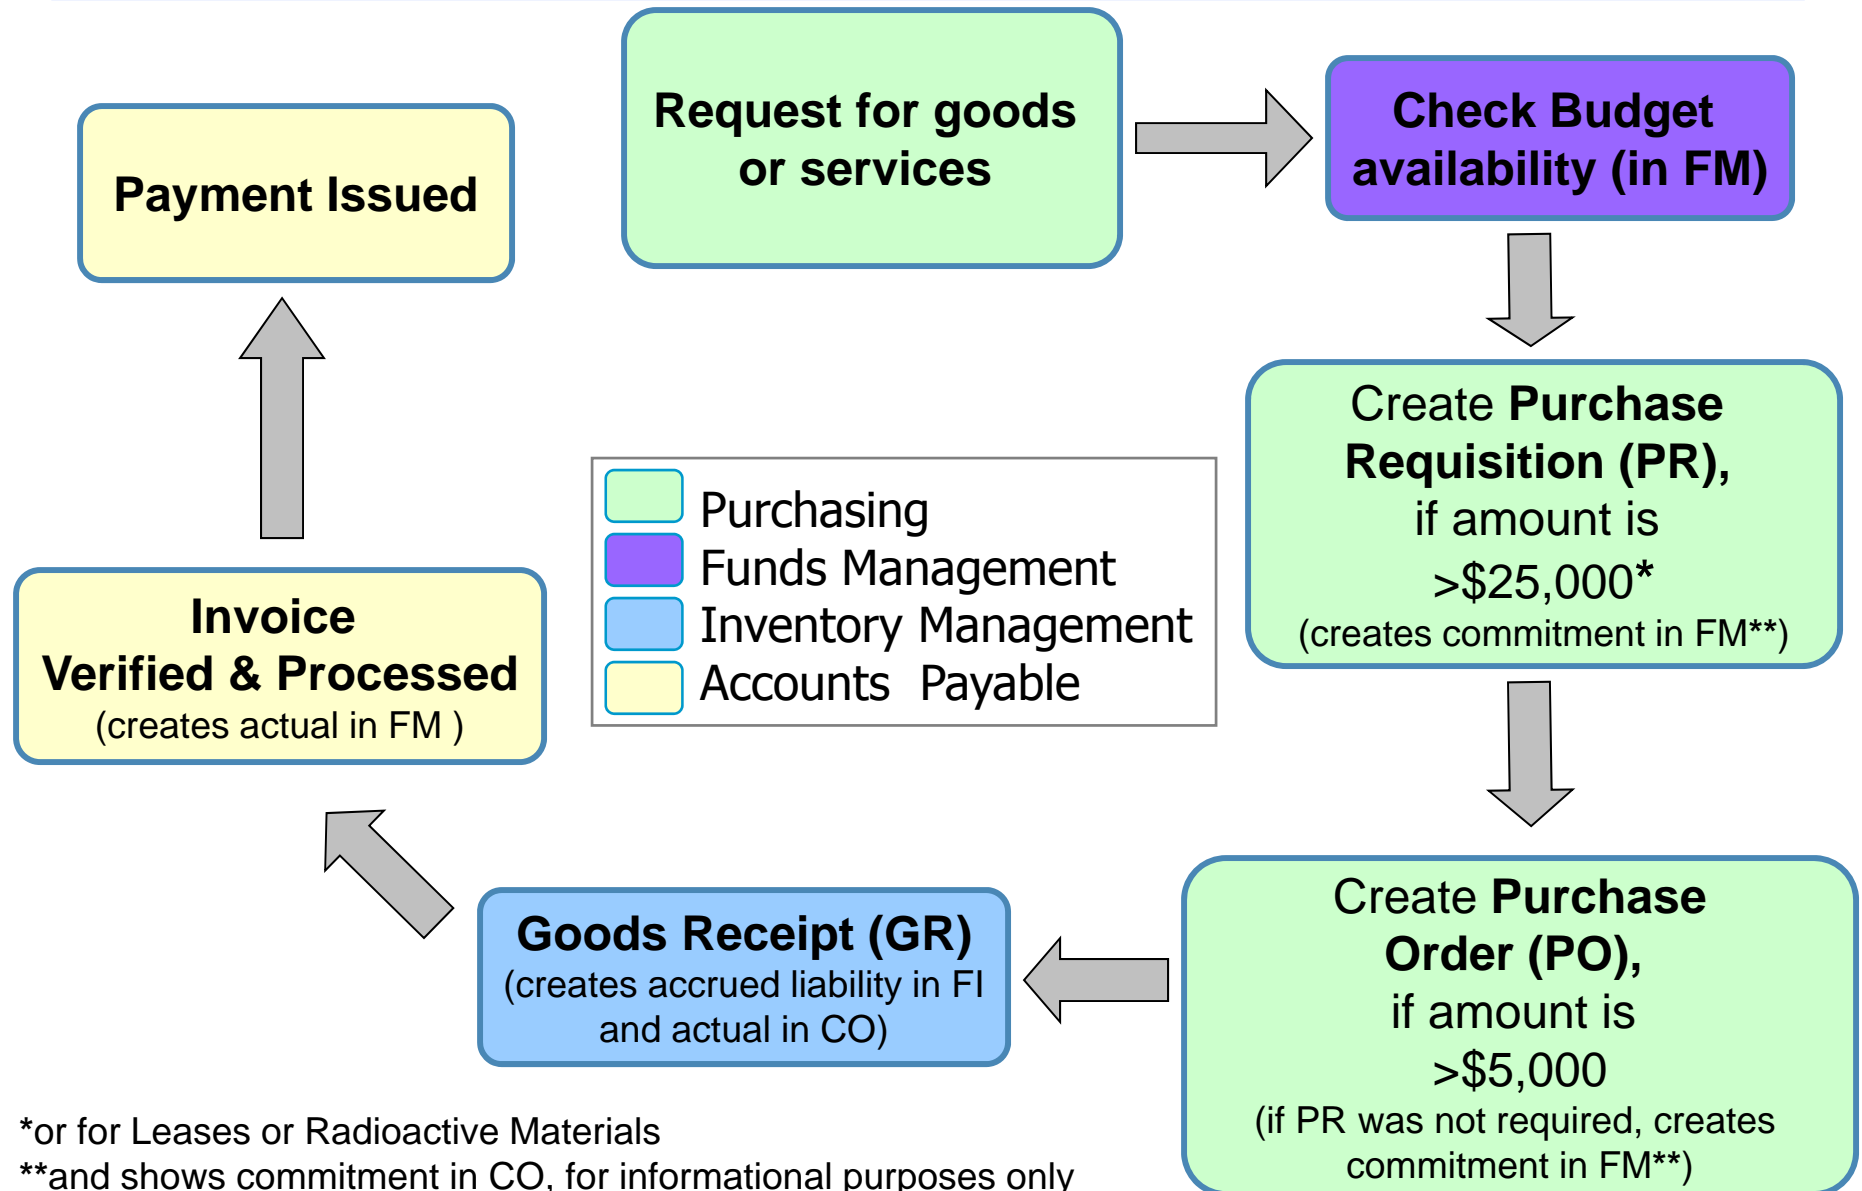 Request for goods
or services
Check Budget
availability (in FM)
Create Purchase
Requisition (PR),
if amount is
>$25,000*
(creates commitment in FM**)
Create Purchase
Order (PO),
if amount is
>$5,000
(if PR was not required, creates
commitment in FM**)
Goods Receipt (GR)
(creates accrued liability in FI
and actual in CO)
Invoice
Verified & Processed
(creates actual in FM )
Payment Issued
Purchasing
Funds Management
Inventory Management
Accounts  Payable
*or for Leases or Radioactive Materials
**and shows commitment in CO, for informational purposes only